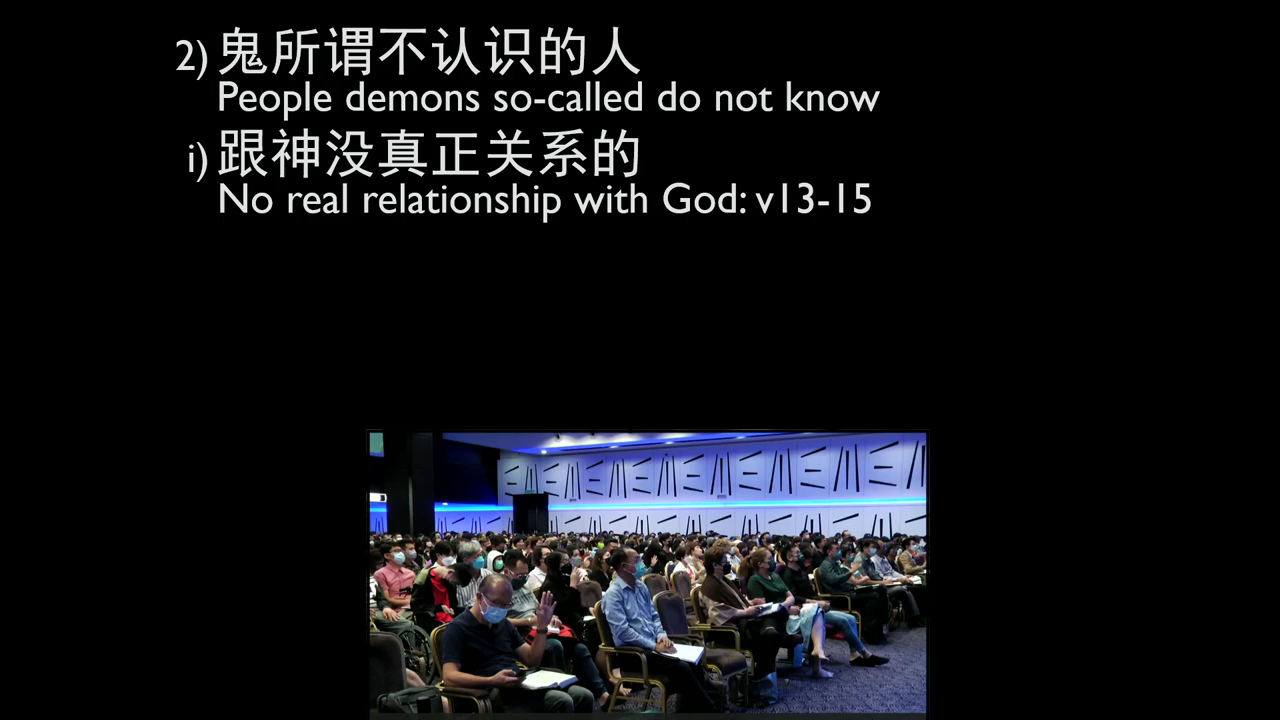 2) 鬼所谓不认识的人
People demons so-called do not know
i) 跟神没真正关系的
No real relationship with God: v13-15